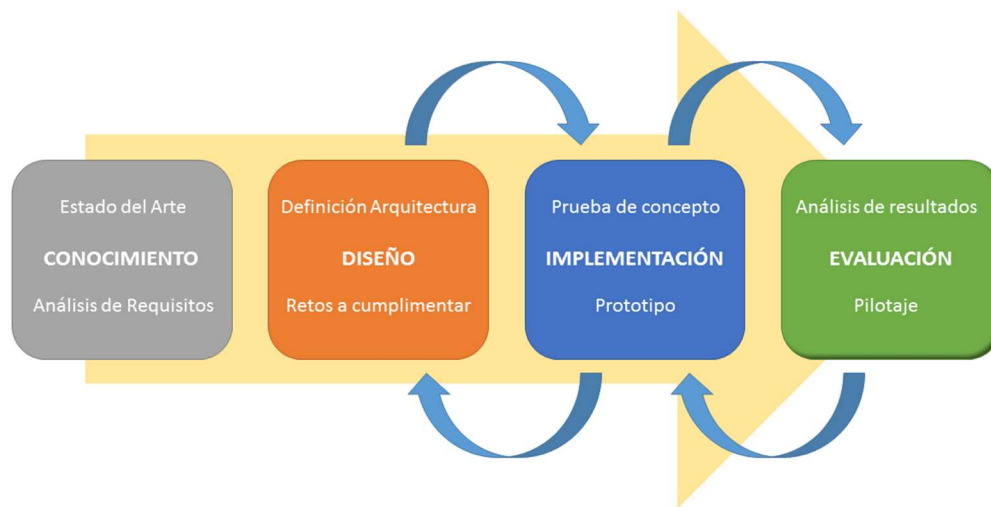 Estado del Arte
CONOCIMIENTO
Análisis de Requisitos
Definición Arquitectura
DISEÑO
Retos a cumplimentar
Prueba de concepto
IMPLEMENTACIÓN
Prototipo
Análisis de resultados
EVALUACIÓN
Pilotaje